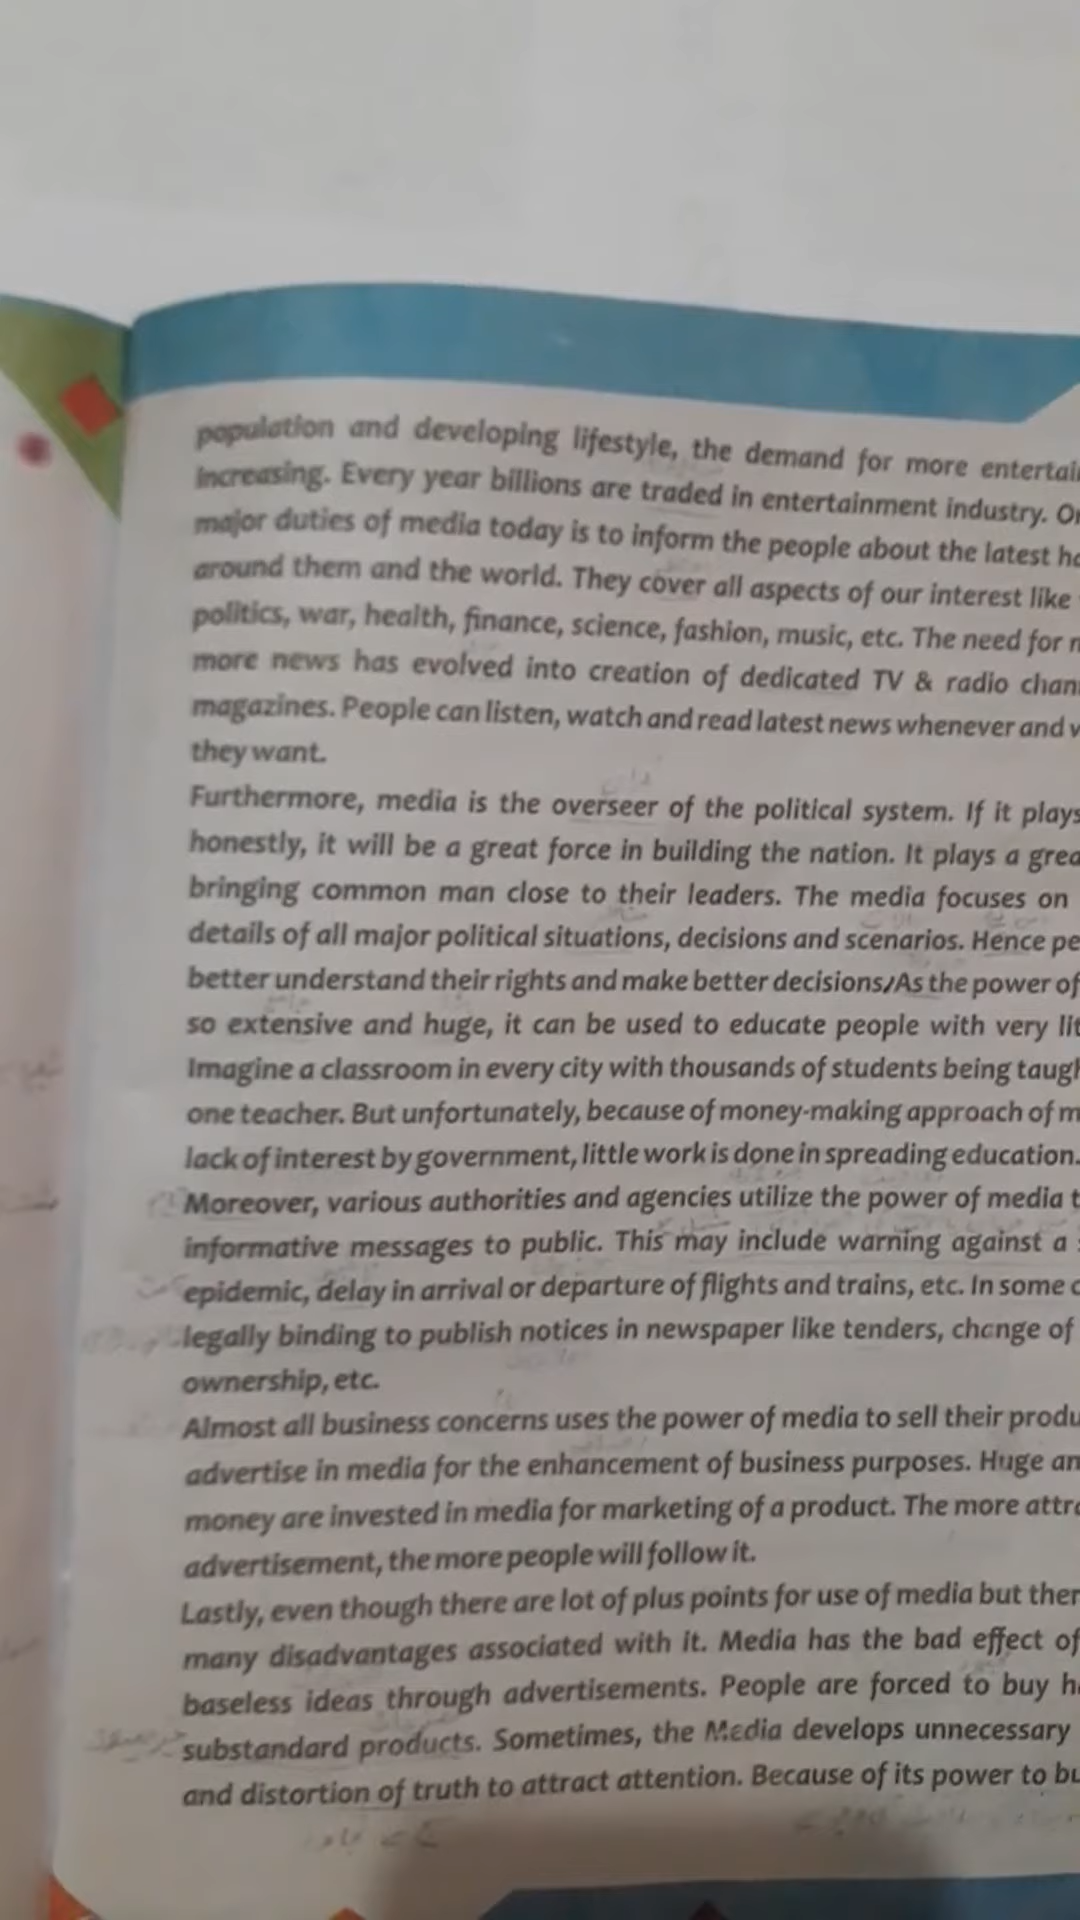 population and developing lifestyle, the demand for more
increasing. Every year billions are traded in entertainment industry.
major duties of media today is to inform the people about the latest
around them and the world. They cover all aspects of our interest like
politics, war, health, finance, science, fashion, music, etc. The need for
more news has evolved into creation of dedicated TV & radio
magazines. People can listen, watch and read latest news whenever and
they want.
Furthermore, media is the overseer of the political system. If it plays
honestly, it will be a great force in building the nation. It plays a
bringing common man close to their leaders. The media focuses on
details of all major political situations, decisions and scenarios. Hence
better understand their rights and make better decisions/As the power of
so extensive and huge, it can be used to educate people with very
Imagine a classroom in every city with thousands of students being
one teacher. But unfortunately, because of money-making approach of
lack of interest by government, little work is done in spreading education.
Moreover, various authorities and agencies utilize the power of media
informative messages to public. This may include warning against a
epidemic, delay in arrival or departure of flights and trains, etc. In some
legally binding to publish notices in newspaper like tenders, change of
ownership, etc.
Almost all business concerns uses the power of media to sell their
advertise in media for the enhancement of business purposes. Huge
money are invested in media for marketing of a product. The more
advertisement, the more people will follow it.
Lastly, even though there are lot of plus points for use of media but
many disadvantages associated with it. Media has the bad effect of
baseless ideas through advertisements. People are forced to buy
substandard products. Sometimes, the Media develops unnecessary
and distortion of truth to attract attention. Because of its power to